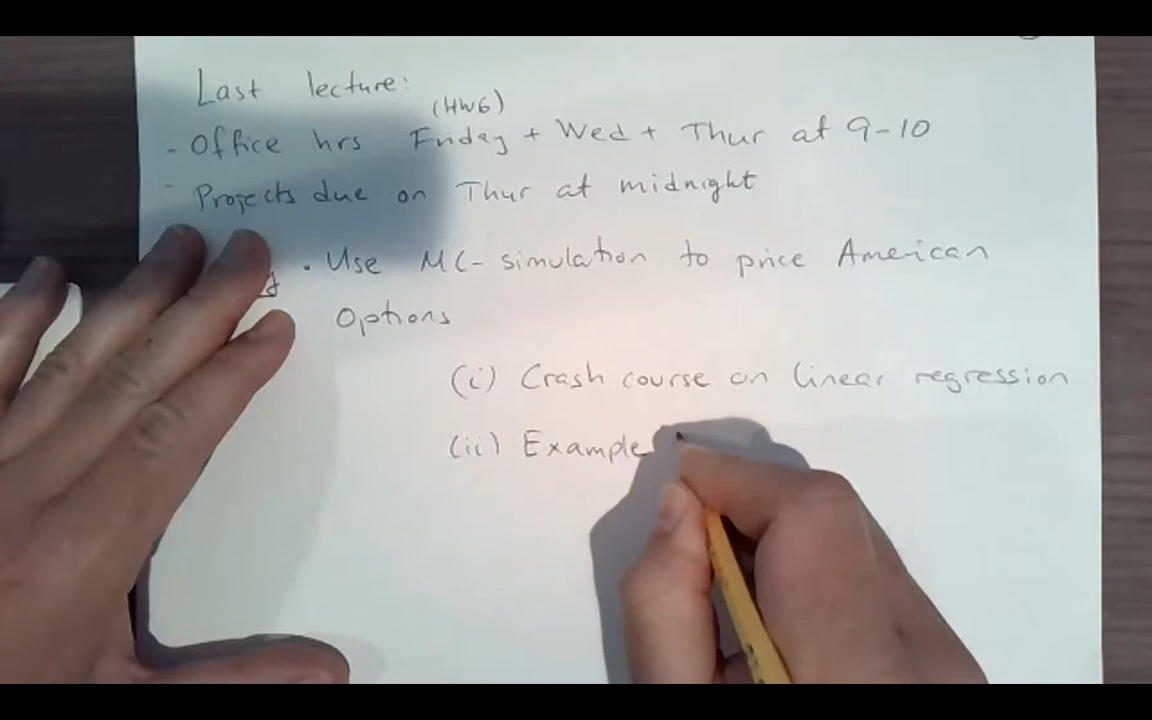 Last lecture:
(HW6)
- Office hrs Friday + Wed + Thur at 9-10
- Projects due on Thur at midnight
• Use MC-simulation to price American
Options
(i) Crash course on linear regression
(ii) Example